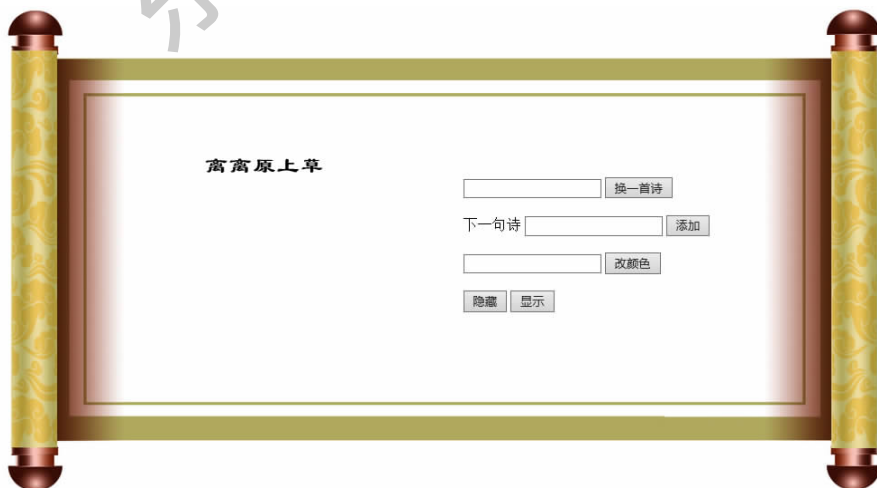 离离原上草
换一首诗
下一句诗 添加
改颜色
隐藏 显示